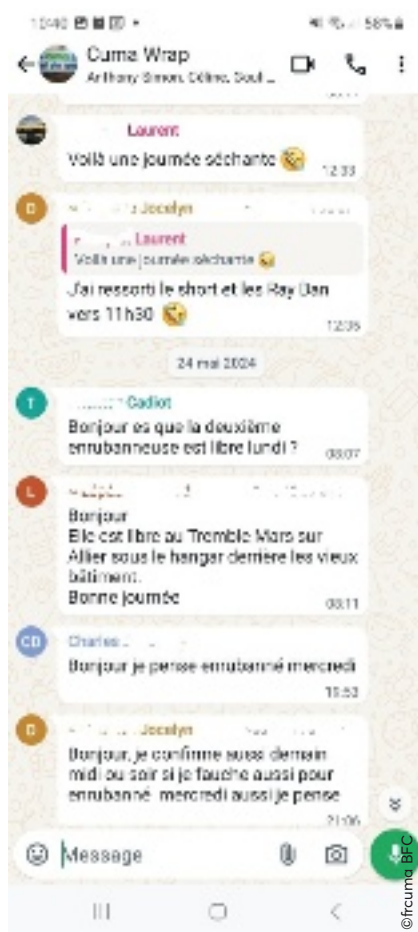 10:40
58%
Cuma Wrap
Anthony Simon, Céline, Goul...
Laurent
Voilà une journée séchante
12:33
Jocelyn
Laurent
Voilà une journée séchante
J'ai ressorti le short et les Ray Ban
vers 11h30
24 mai 2024
T
Cadiot
Bonjour es que la deuxième
enrubanneuse est libre lundi ?
08:07
L
Bonjour
Elle est libre au Tremble Mars sur
Allier sous le hangar derrière les vieux
bâtiment.
Bonne journée
08:11
CD
Charles
Bonjour je pense enrubanné mercredi
19:53
D
Jocelyn
Bonjour, je confirme aussi demain
midi ou soir si je fauche aussi pour
enrubanné mercredi aussi je pense
21:06
Message
©frcuma BFC